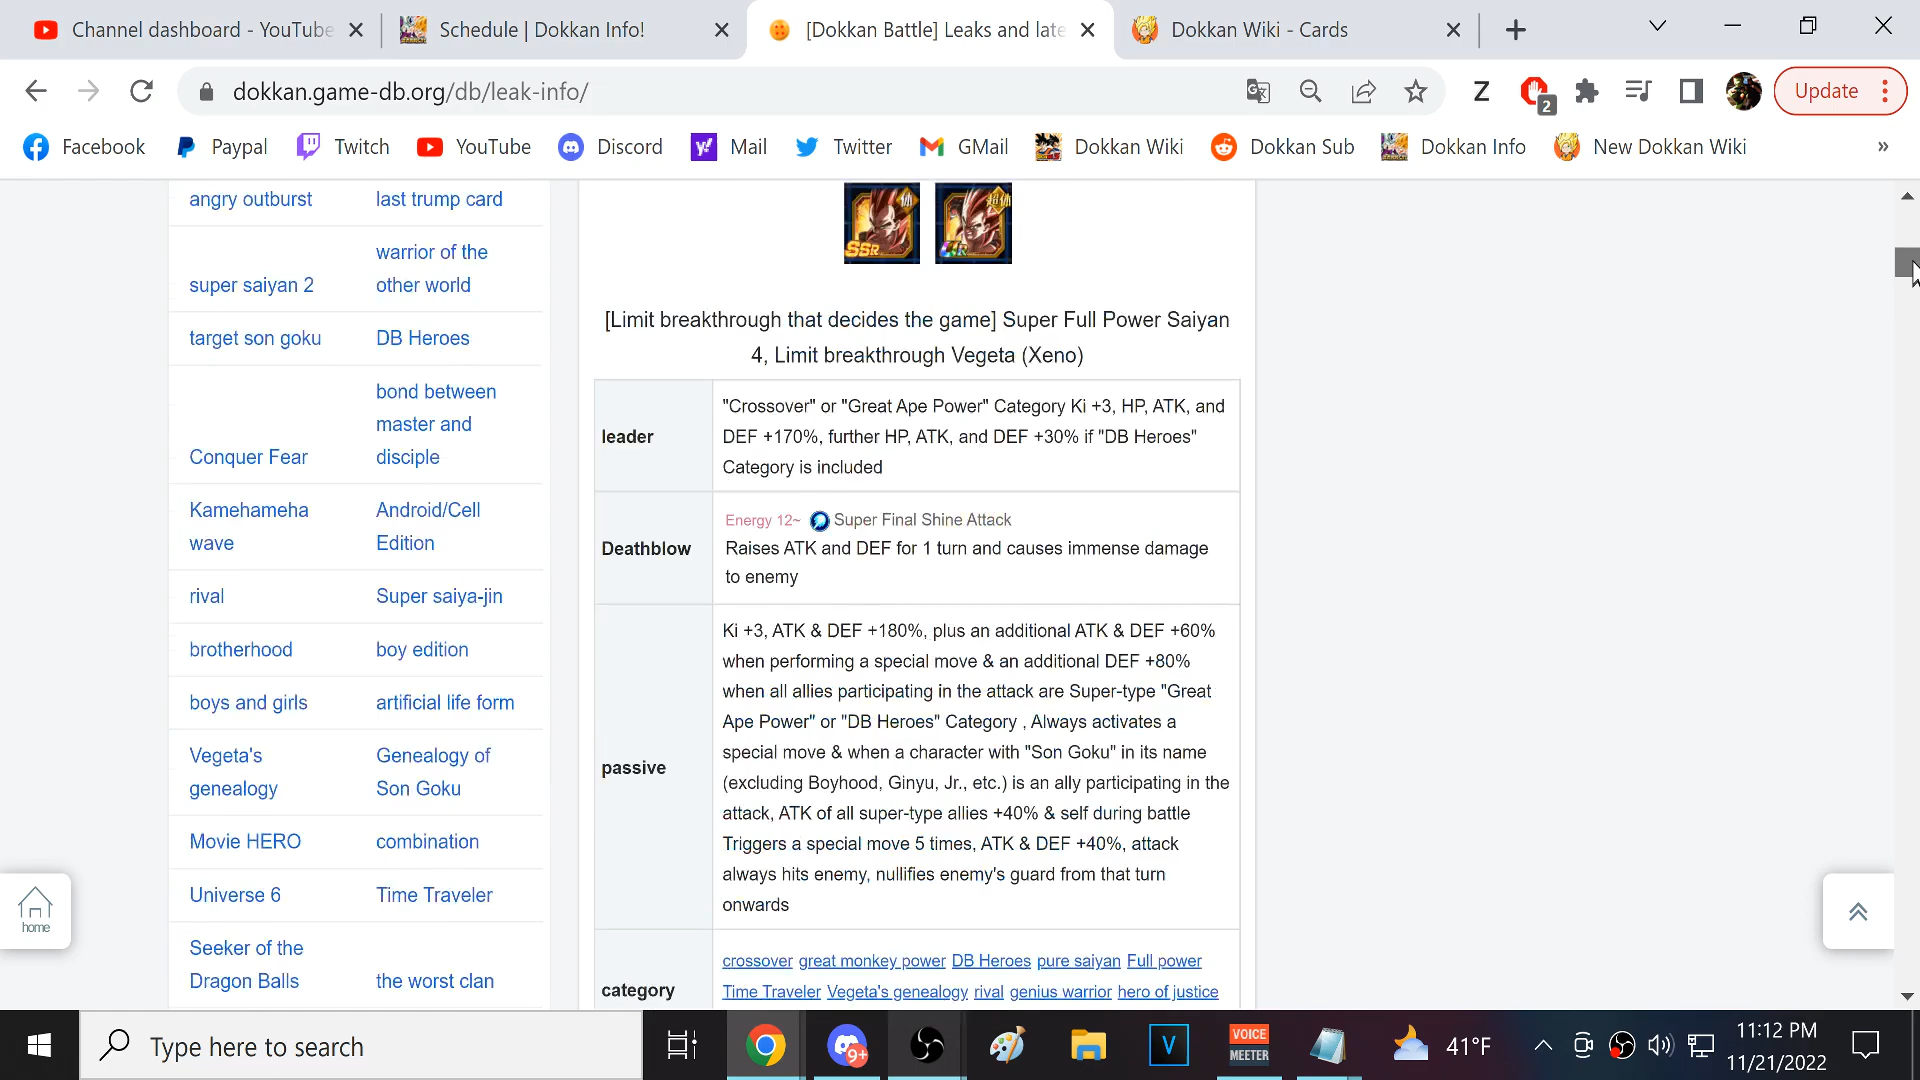 Channel dashboard - YouTube
Schedule | Dokkan Info!
[Dokkan Battle] Leaks and late
Dokkan Wiki - Cards
dokkan.game-db.org/db/leak-info/
Z
2
Update
Facebook Paypal Twitch YouTube Discord Mail Twitter GMail Dokkan Wiki Dokkan Sub Dokkan Info New Dokkan Wiki »
angry outburst
last trump card
super saiyan 2
warrior of the
other world
target son goku
DB Heroes
Conquer Fear
bond between
master and
disciple
Kamehameha
wave
Android/Cell
Edition
rival
Super saiya-jin
brotherhood
boy edition
boys and girls
artificial life form
Vegeta's
genealogy
Genealogy of
Son Goku
Movie HERO
combination
Universe 6
Time Traveler
Seeker of the
Dragon Balls
the worst clan
home
SSR
UR
[Limit breakthrough that decides the game] Super Full Power Saiyan
4, Limit breakthrough Vegeta (Xeno)
leader
"Crossover" or "Great Ape Power" Category Ki +3, HP, ATK, and
DEF +170%, further HP, ATK, and DEF +30% if "DB Heroes"
Category is included
Deathblow
Energy 12~ Super Final Shine Attack
Raises ATK and DEF for 1 turn and causes immense damage
to enemy
passive
Ki +3, ATK & DEF +180%, plus an additional ATK & DEF +60%
when performing a special move & an additional DEF +80%
when all allies participating in the attack are Super-type "Great
Ape Power" or "DB Heroes" Category , Always activates a
special move & when a character with "Son Goku" in its name
(excluding Boyhood, Ginyu, Jr., etc.) is an ally participating in the
attack, ATK of all super-type allies +40% & self during battle
Triggers a special move 5 times, ATK & DEF +40%, attack
always hits enemy, nullifies enemy's guard from that turn
onwards
category
crossover great monkey power DB Heroes pure saiyan Full power
Time Traveler Vegeta's genealogy rival genius warrior hero of justice
Type here to search
9+
V
VOICE
MEETER
41°F
11:12 PM
11/21/2022